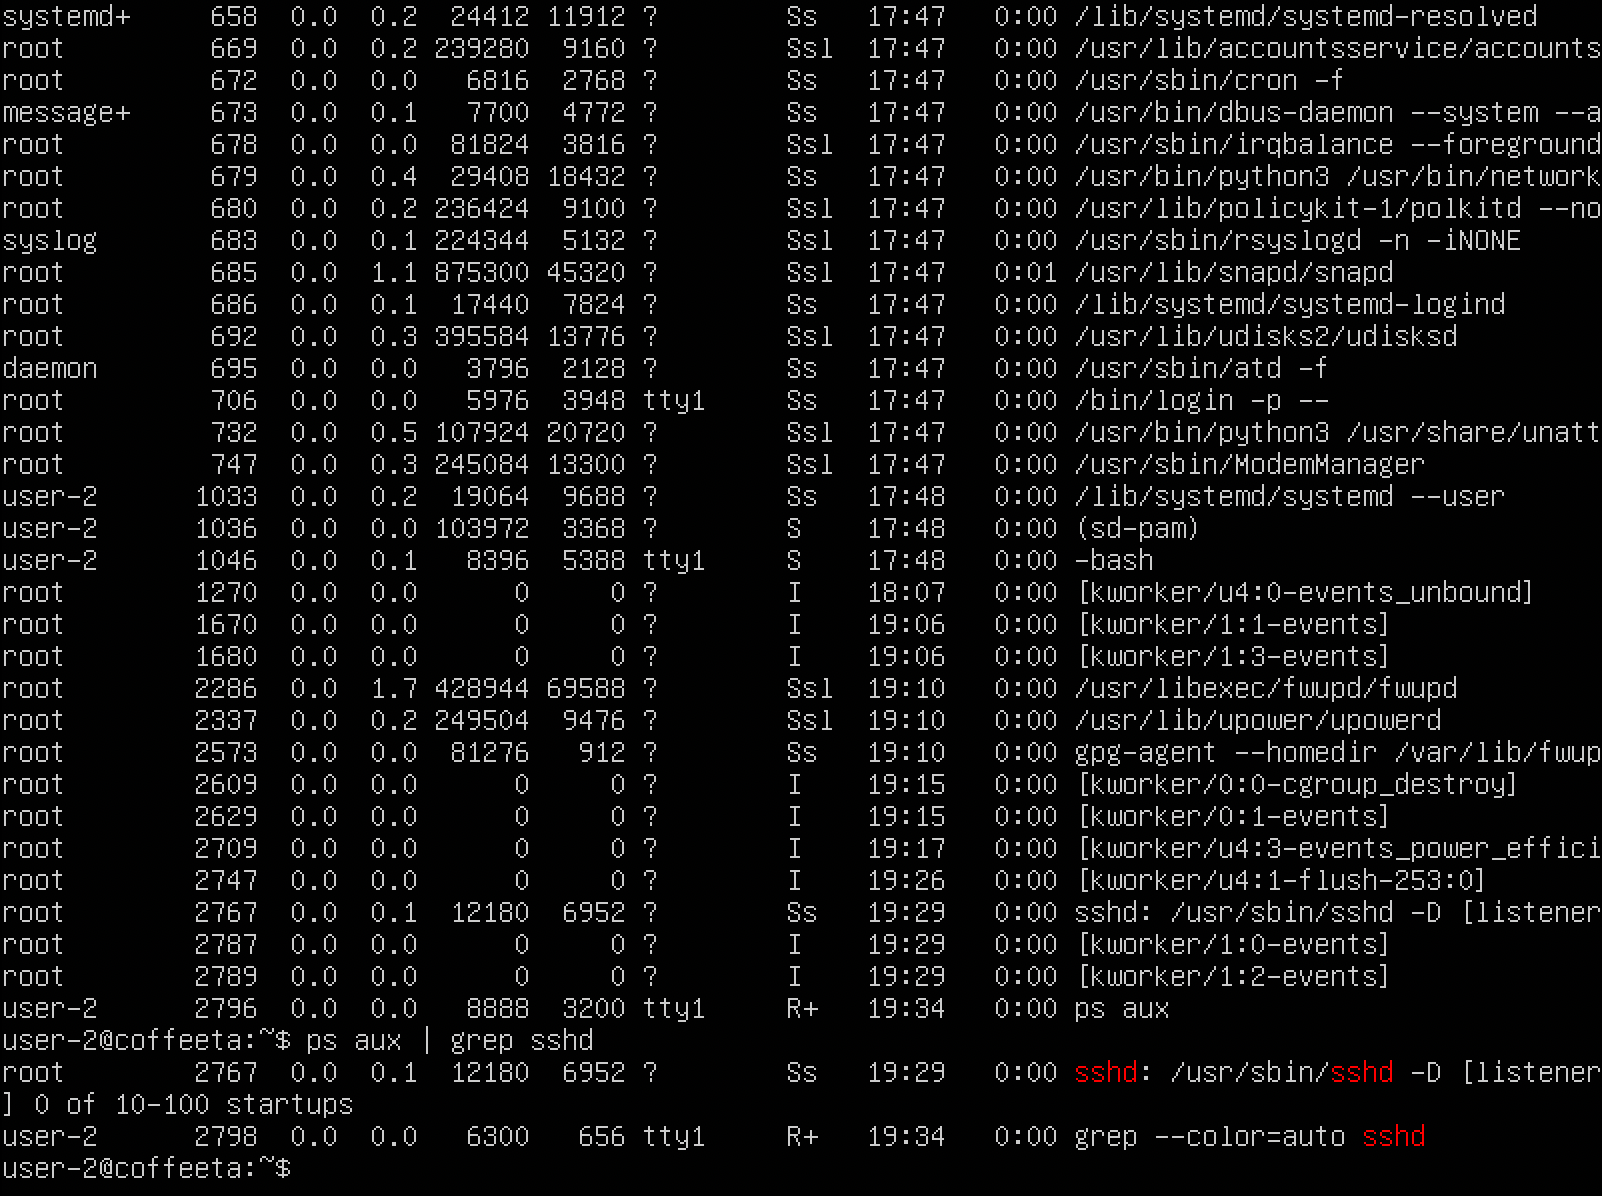 systemd+     658  0.0  0.2  24412 11912 ?        Ss   17:47   0:00 /lib/systemd/systemd-resolved
root         669  0.0  0.2 239280  9160 ?        Ssl  17:47   0:00 /usr/lib/accountsservice/accounts
root         672  0.0  0.0   6816  2768 ?        Ss   17:47   0:00 /usr/sbin/cron -f
message+     673  0.0  0.1   7700  4772 ?        Ss   17:47   0:00 /usr/bin/dbus-daemon --system --a
root         678  0.0  0.0  81824  3816 ?        Ssl  17:47   0:00 /usr/sbin/irqbalance --foreground
root         679  0.0  0.4  29408 18432 ?        Ss   17:47   0:00 /usr/bin/python3 /usr/bin/network
root         680  0.0  0.2 236424  9100 ?        Ssl  17:47   0:00 /usr/lib/policykit-1/polkitd --no
syslog       683  0.0  0.1 224344  5132 ?        Ssl  17:47   0:00 /usr/sbin/rsyslogd -n -iNONE
root         685  0.0  1.1 875300 45320 ?        Ssl  17:47   0:01 /usr/lib/snapd/snapd
root         686  0.0  0.1  17440  7824 ?        Ss   17:47   0:00 /lib/systemd/systemd-logind
root         692  0.0  0.3 395584 13776 ?        Ssl  17:47   0:00 /usr/lib/udisks2/udisksd
daemon       695  0.0  0.0   3796  2128 ?        Ss   17:47   0:00 /usr/sbin/atd -f
root         706  0.0  0.0   5976  3948 tty1     Ss   17:47   0:00 /bin/login -p --
root         732  0.0  0.5 107924 20720 ?        Ssl  17:47   0:00 /usr/bin/python3 /usr/share/unatt
root         747  0.0  0.3 245084 13300 ?        Ssl  17:47   0:00 /usr/sbin/ModemManager
user-2      1033  0.0  0.2  19064  9688 ?        Ss   17:48   0:00 /lib/systemd/systemd --user
user-2      1036  0.0  0.0 103972  3368 ?        S    17:48   0:00 (sd-pam)
user-2      1046  0.0  0.1   8396  5388 tty1     S    17:48   0:00 -bash
root        1270  0.0  0.0      0     0 ?        I    18:07   0:00 [kworker/u4:0-events_unbound]
root        1670  0.0  0.0      0     0 ?        I    19:06   0:00 [kworker/1:1-events]
root        1680  0.0  0.0      0     0 ?        I    19:06   0:00 [kworker/1:3-events]
root        2286  0.0  1.7 428944 69588 ?        Ssl  19:10   0:00 /usr/libexec/fwupd/fwupd
root        2337  0.0  0.2 249504  9476 ?        Ssl  19:10   0:00 /usr/lib/upower/upowerd
root        2573  0.0  0.0  81276   912 ?        Ss   19:10   0:00 gpg-agent --homedir /var/lib/fwup
root        2609  0.0  0.0      0     0 ?        I    19:15   0:00 [kworker/0:0-cgroup_destroy]
root        2629  0.0  0.0      0     0 ?        I    19:15   0:00 [kworker/0:1-events]
root        2709  0.0  0.0      0     0 ?        I    19:17   0:00 [kworker/u4:3-events_power_effici
root        2747  0.0  0.0      0     0 ?        I    19:26   0:00 [kworker/u4:1-flush-253:0]
root        2767  0.0  0.1  12180  6952 ?        Ss   19:29   0:00 sshd: /usr/sbin/sshd -D [listener
root        2787  0.0  0.0      0     0 ?        I    19:29   0:00 [kworker/1:0-events]
root        2789  0.0  0.0      0     0 ?        I    19:29   0:00 [kworker/1:2-events]
user-2      2796  0.0  0.0   8888  3200 tty1     R+   19:34   0:00 ps aux
user-2@coffeeta:~$ ps aux | grep sshd
root        2767  0.0  0.1  12180  6952 ?        Ss   19:29   0:00 sshd: /usr/sbin/sshd -D [listener
] 0 of 10-100 startups
user-2      2798  0.0  0.0   6300   656 tty1     R+   19:34   0:00 grep --color=auto sshd
user-2@coffeeta:~$